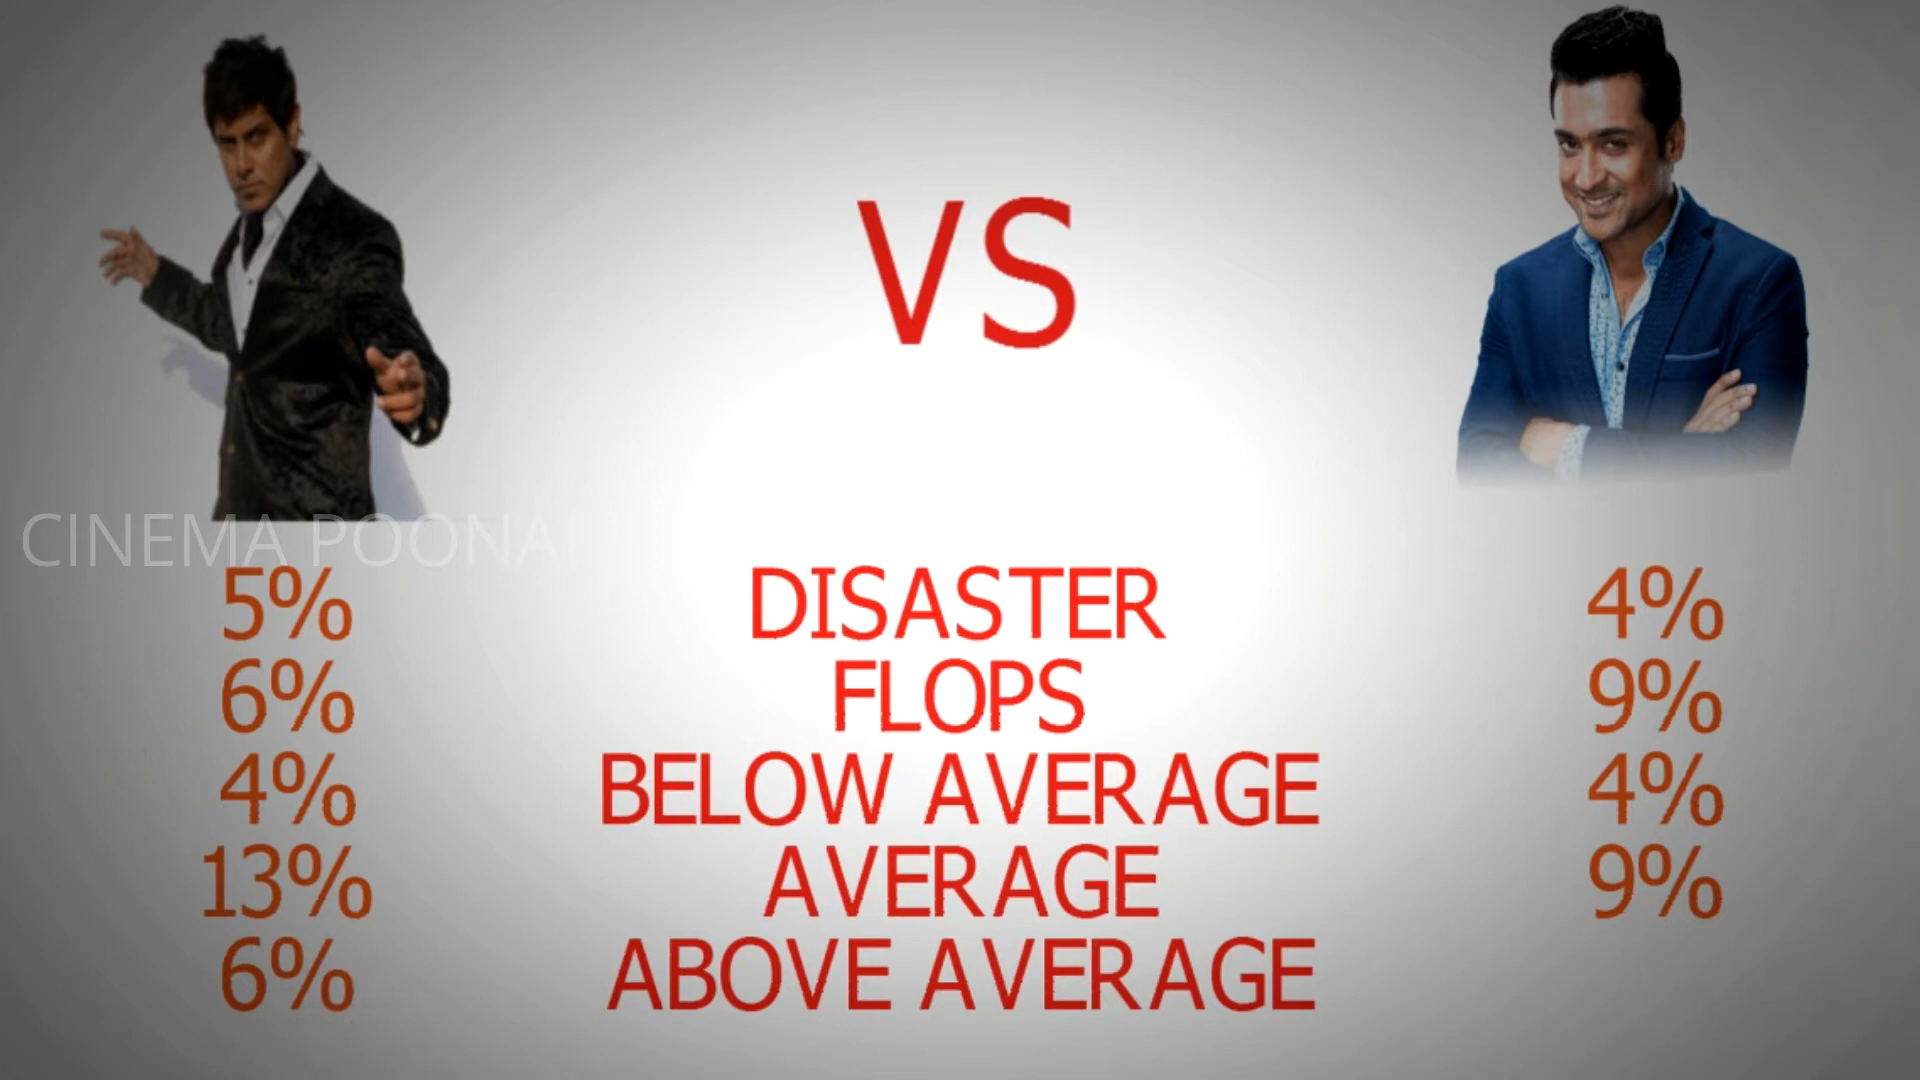 VS
CINEMA POONAI
5% DISASTER 4%
6% FLOPS 9%
4% BELOW AVERAGE 4%
13% AVERAGE 9%
6% ABOVE AVERAGE